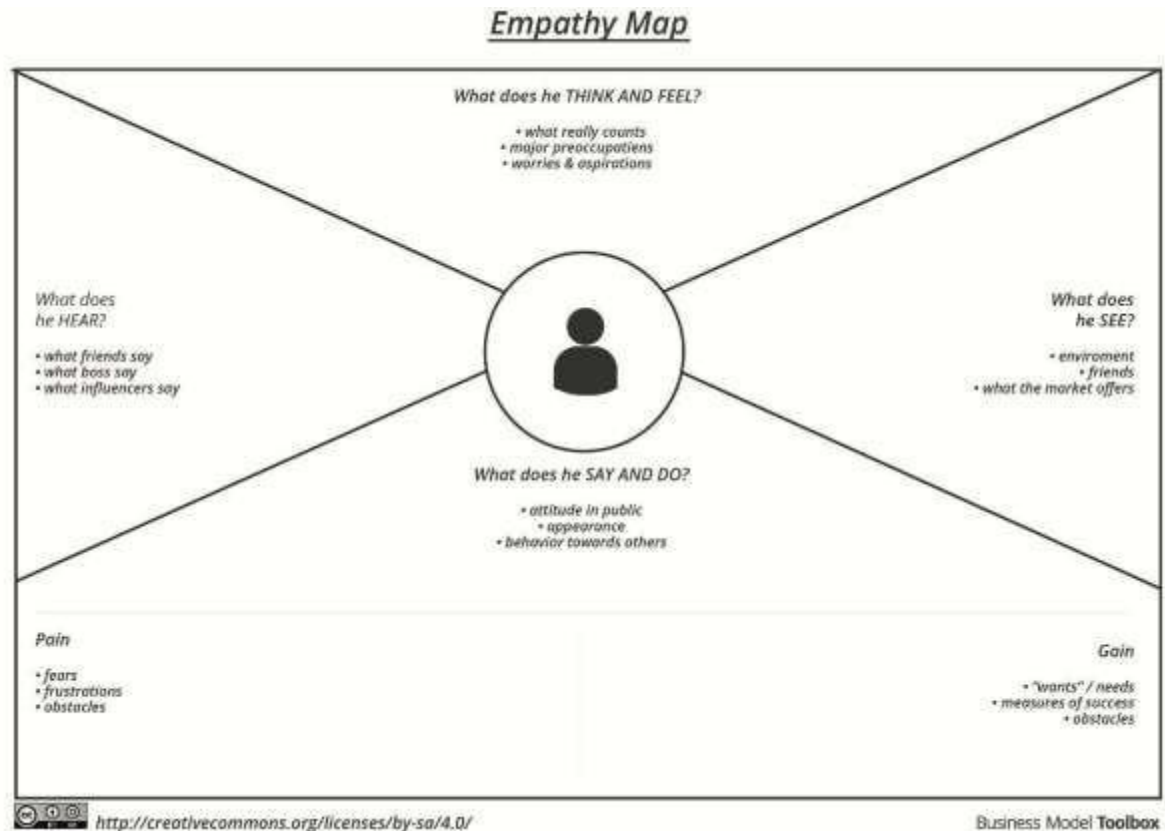 Empathy Map
What does he THINK AND FEEL?
• what really counts
• major preoccupatiens
• worries & aspirations
What does
he HEAR?
• what friends say
• what boss say
• what influencers say
What does
he SEE?
• enviroment
• friends
• what the market offers
What does he SAY AND DO?
• attitude in public
• appearance
• behavior towards others
Pain
• fears
• frustrations
• obstacles
Gain
• "wants" / needs
• measures of success
• obstacles
http://creativecommons.org/licenses/by-sa/4.0/
Business Model Toolbox